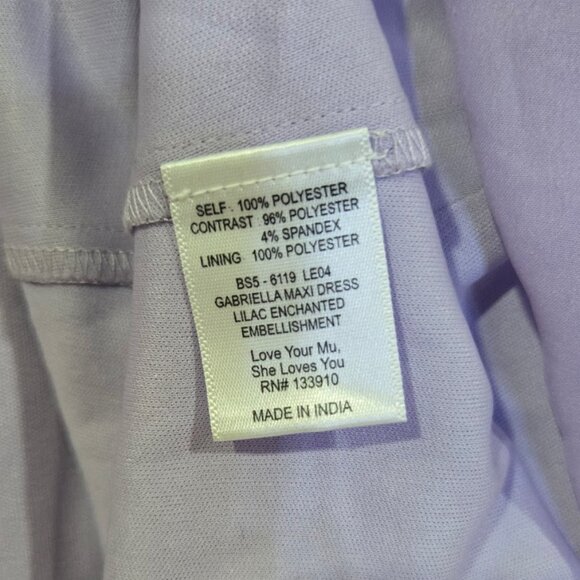 SELF : 100% POLYESTER
CONTRAST : 96% POLYESTER
4% SPANDEX
LINING : 100% POLYESTER
BS5 - 6119 LE04
GABRIELLA MAXI DRESS
LILAC ENCHANTED
EMBELLISHMENT
Love Your Mu,
She Loves You
RN# 133910
MADE IN INDIA